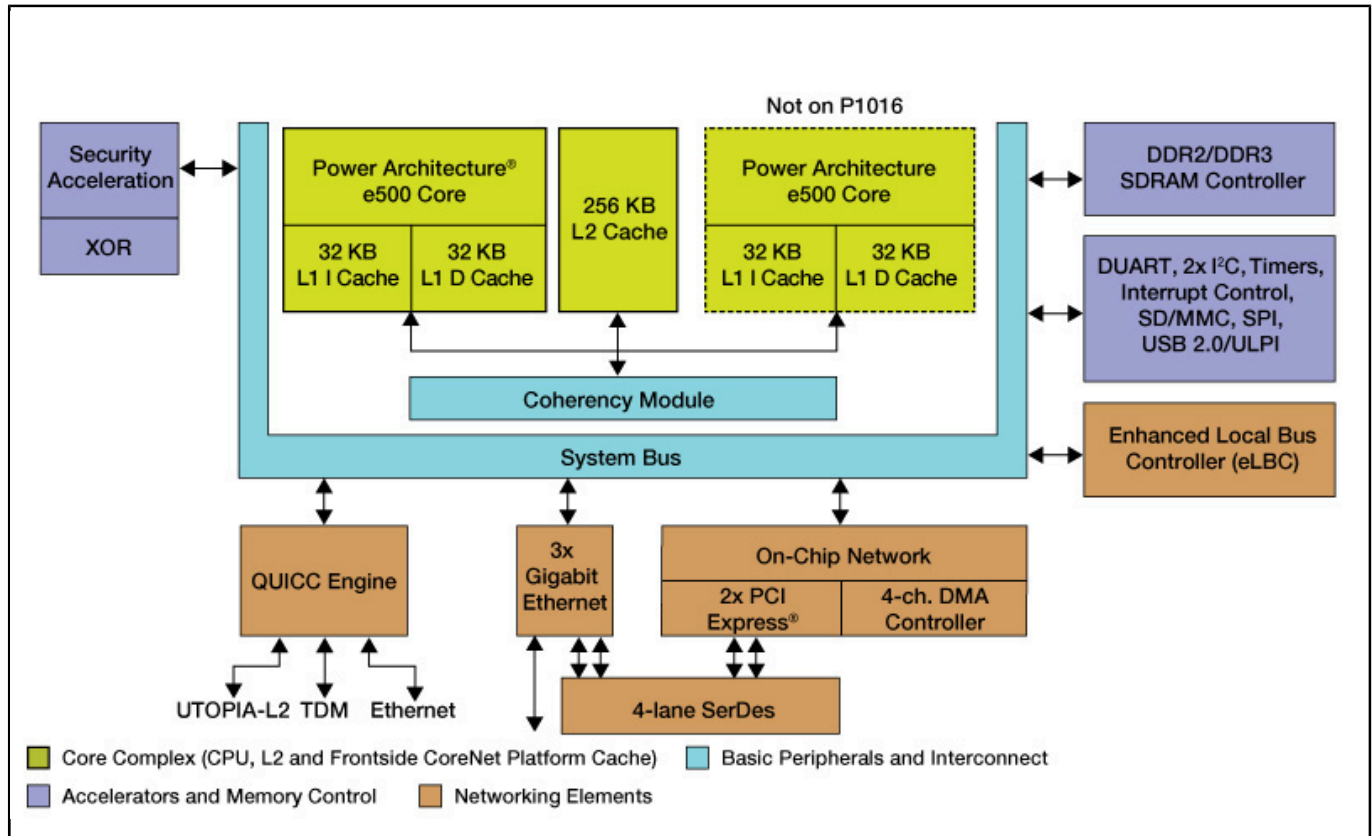 Not on P1016
Security
Acceleration
XOR
Power Architecture®
e500 Core
32 KB
L1 I Cache
32 KB
L1 D Cache
256 KB
L2 Cache
Power Architecture
e500 Core
32 KB
L1 I Cache
32 KB
L1 D Cache
DDR2/DDR3
SDRAM Controller
DUART, 2x I²C, Timers,
Interrupt Control,
SD/MMC, SPI,
USB 2.0/ULPI
Coherency Module
System Bus
Enhanced Local Bus
Controller (eLBC)
QUICC Engine
3x
Gigabit
Ethernet
On-Chip Network
2x PCI
Express®
4-ch. DMA
Controller
UTOPIA-L2 TDM Ethernet
4-lane SerDes
Core Complex (CPU, L2 and Frontside CoreNet Platform Cache)
Basic Peripherals and Interconnect
Accelerators and Memory Control
Networking Elements